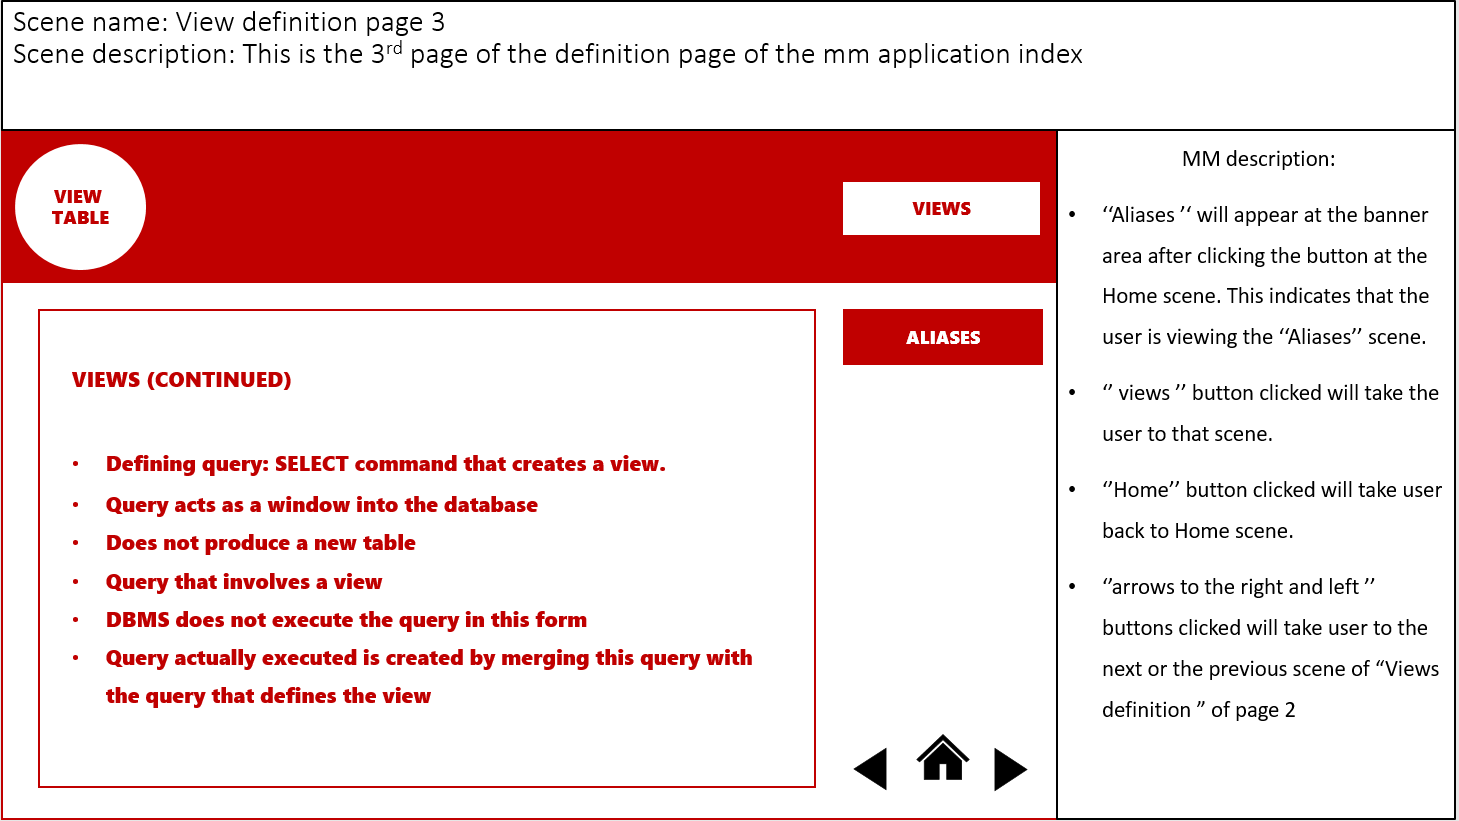 Scene name: View definition page 3
Scene description: This is the 3rd page of the definition page of the mm application index
VIEW
TABLE
VIEWS
ALIASES
VIEWS (CONTINUED)
• Defining query: SELECT command that creates a view.
• Query acts as a window into the database
• Does not produce a new table
• Query that involves a view
• DBMS does not execute the query in this form
• Query actually executed is created by merging this query with
the query that defines the view
MM description:
• ‘‘Aliases ’‘ will appear at the banner
area after clicking the button at the
Home scene. This indicates that the
user is viewing the ‘‘Aliases’’ scene.
• ‘’ views ’’ button clicked will take the
user to that scene.
• ‘’Home’’ button clicked will take user
back to Home scene.
• ‘’arrows to the right and left ’’
buttons clicked will take user to the
next or the previous scene of “Views
definition ” of page 2